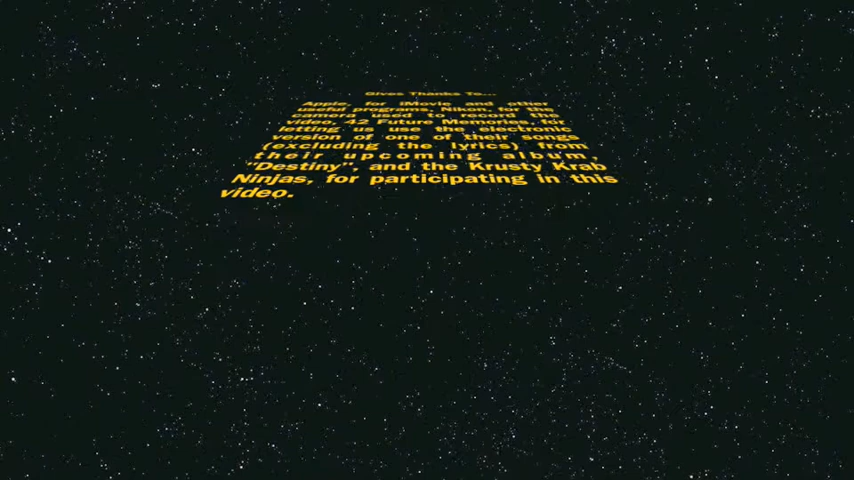 Gives Thanks To...
Apple, for iMovie and other
useful programs, Nikon, for its
camera used to record the
video, 42 Future Memories, for
letting us use the electronic
version of one of their songs
(excluding the lyrics) from
their upcoming album,
"Destiny", and the Krusty Krab
Ninjas, for participating in this
video.